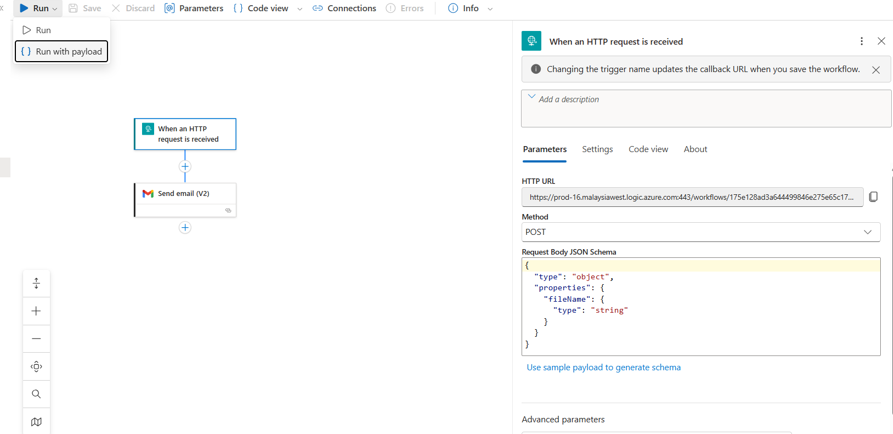 Run
Save
Discard
Parameters
Code view
Connections
Errors
Info
Run
Run with payload
When an HTTP
request is received
Send email (V2)
When an HTTP request is received
Changing the trigger name updates the callback URL when you save the workflow.
Add a description
Parameters
Settings
Code view
About
HTTP URL
https://prod-16.malaysiawest.logic.azure.com:443/workflows/175e128ad3a644499846e275e65c17...
Method
POST
Request Body JSON Schema
{
"type": "object",
"properties": {
"fileName": {
"type": "string"
}
}
}
Use sample payload to generate schema
Advanced parameters